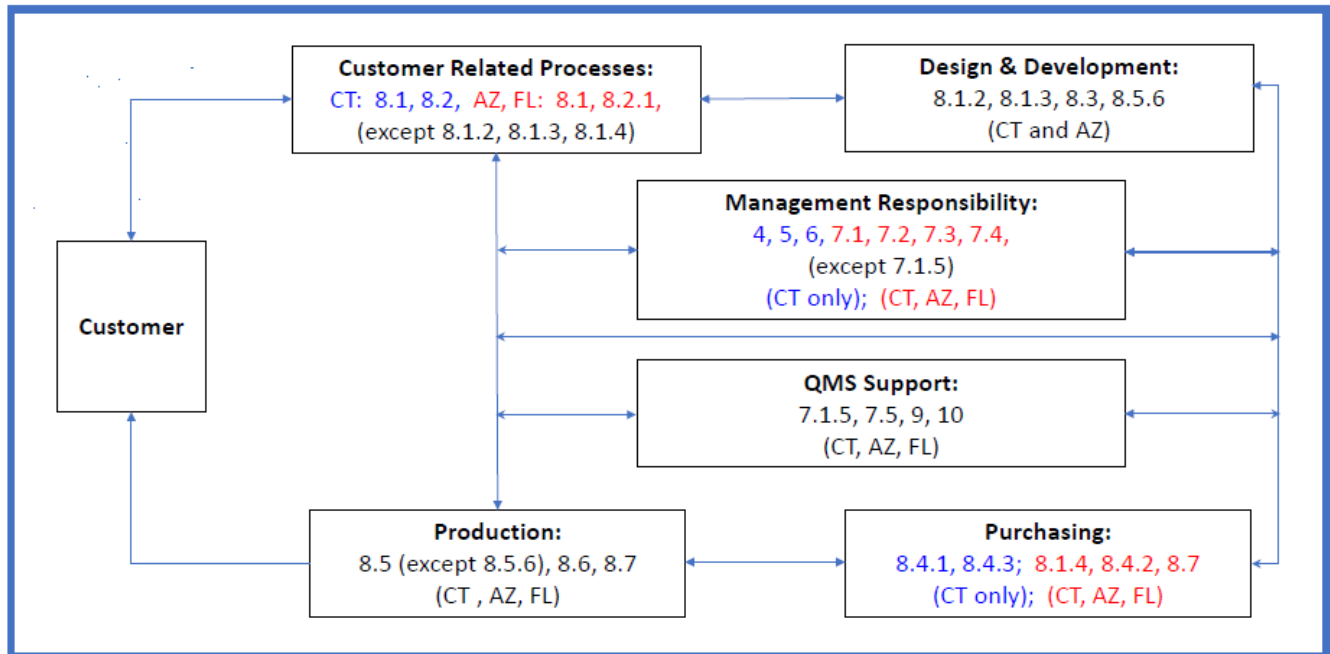 Customer Related Processes:
CT: 8.1, 8.2, AZ, FL: 8.1, 8.2.1,
(except 8.1.2, 8.1.3, 8.1.4)
Design & Development:
8.1.2, 8.1.3, 8.3, 8.5.6
(CT and AZ)
Management Responsibility:
4, 5, 6, 7.1, 7.2, 7.3, 7.4,
(except 7.1.5)
(CT only); (CT, AZ, FL)
Customer
QMS Support:
7.1.5, 7.5, 9, 10
(CT, AZ, FL)
Production:
8.5 (except 8.5.6), 8.6, 8.7
(CT , AZ, FL)
Purchasing:
8.4.1, 8.4.3; 8.1.4, 8.4.2, 8.7
(CT only); (CT, AZ, FL)